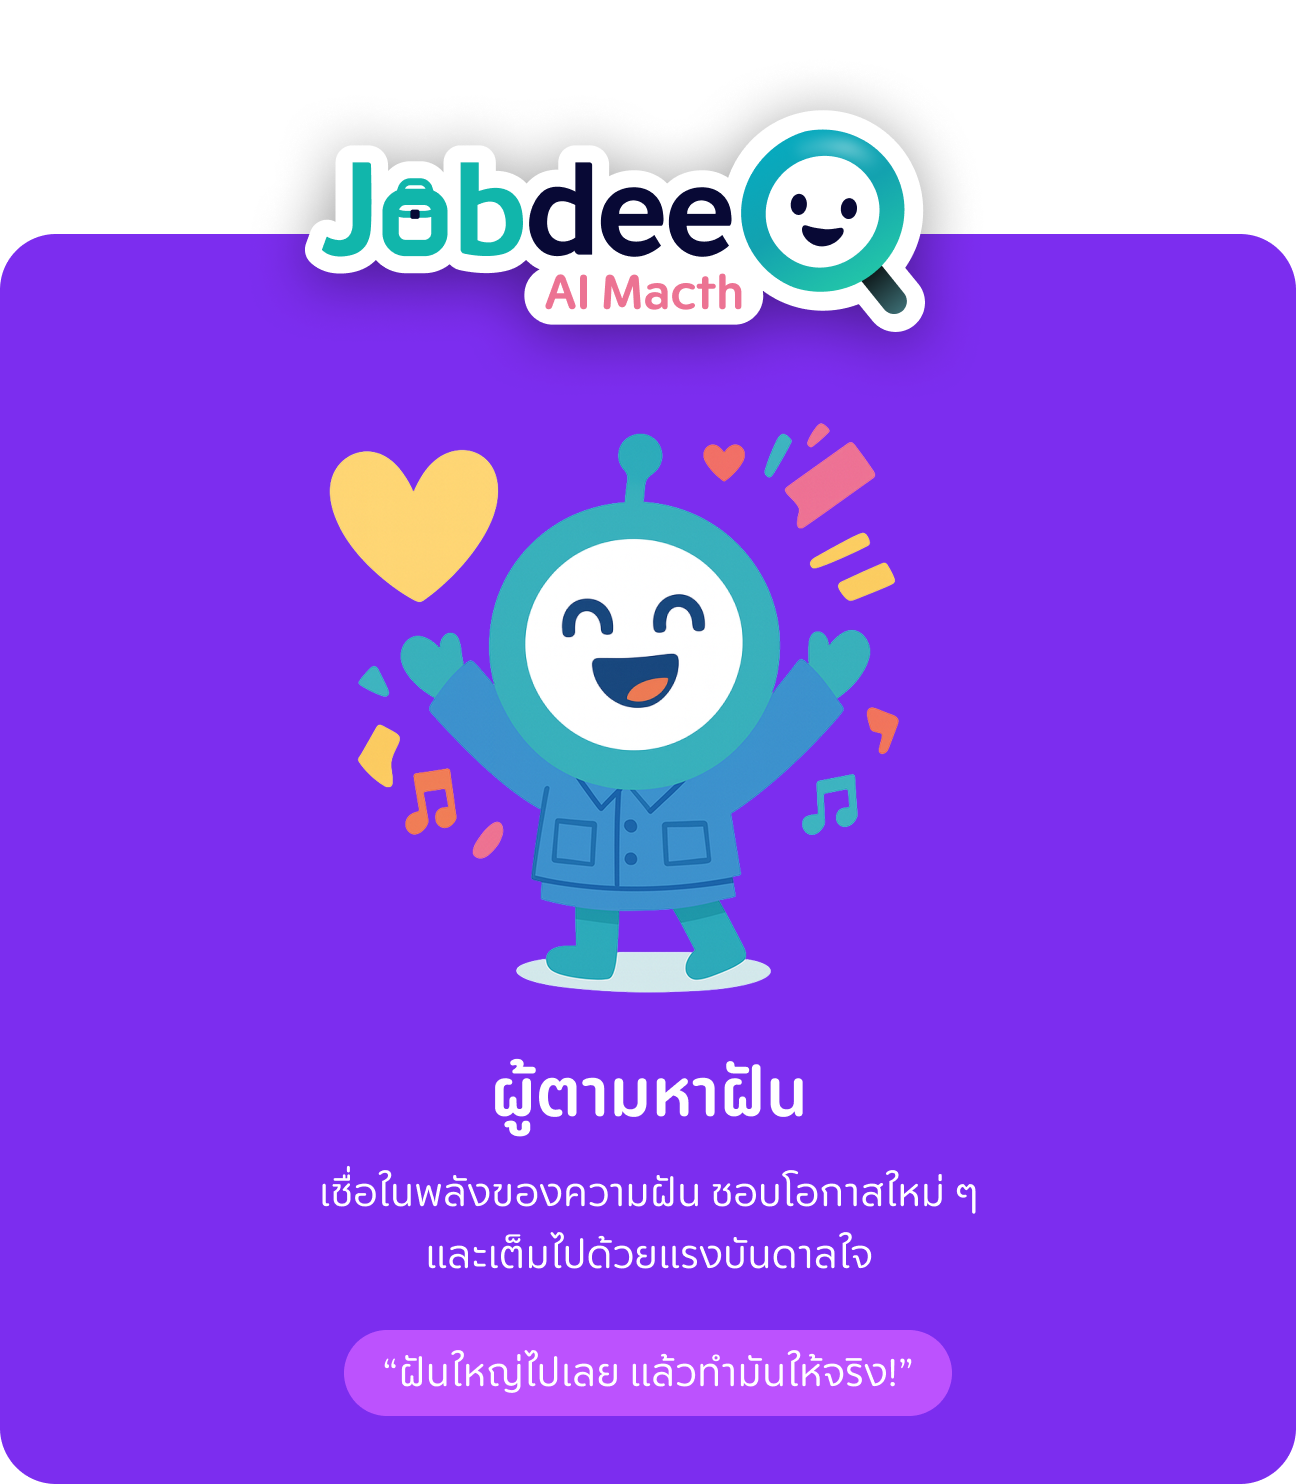 Jobdee
AI Macth
ผู้ตามหาฝัน
เชื่อในพลังของความฝัน ชอบโอกาสใหม่ ๆ
และเต็มไปด้วยแรงบันดาลใจ
“ฝันใหญ่ไปเลย แล้วทำมันให้จริง!”